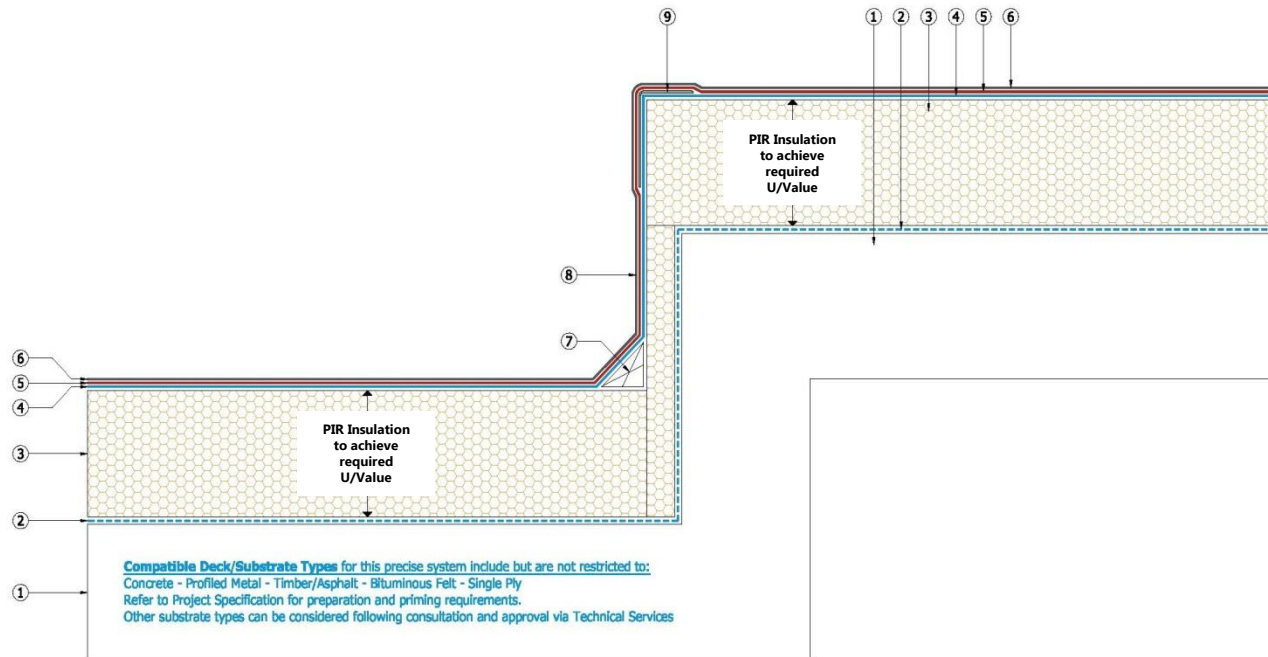 9 1 2 3 4 5 6
PIR Insulation
to achieve
required
U/Value
8
7
6
5
4
3
PIR Insulation
to achieve
required
U/Value
2
Compatible Deck/Substrate Types for this precise system include but are not restricted to:
Concrete - Profiled Metal - Timber/Asphalt - Bituminous Felt - Single Ply
1
Refer to Project Specification for preparation and priming requirements.
Other substrate types can be considered following consultation and approval via Technical Services